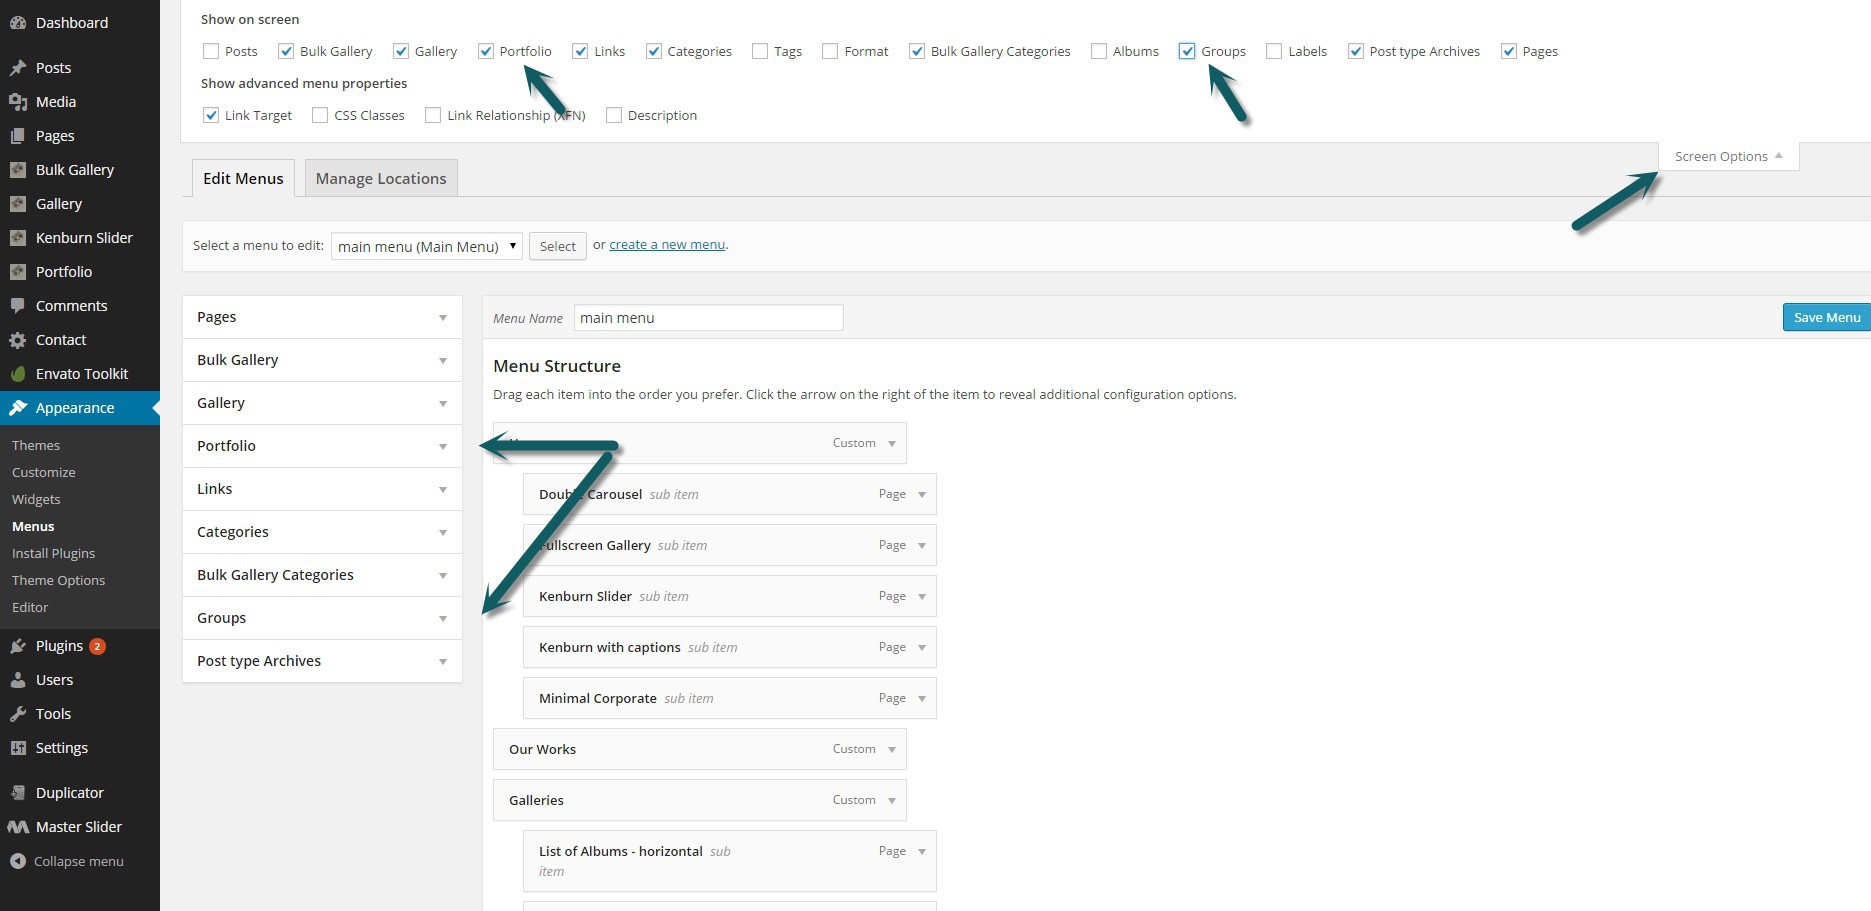 Dashboard
Posts
Media
Pages
Bulk Gallery
Gallery
Kenburn Slider
Portfolio
Comments
Contact
Envato Toolkit
Appearance
Themes
Customize
Widgets
Menus
Install Plugins
Theme Options
Editor
Plugins 2
Users
Tools
Settings
Duplicator
Master Slider
Collapse menu
Show on screen
Posts Bulk Gallery Gallery Portfolio Links Categories Tags Format Bulk Gallery Categories Albums Groups Labels Post type Archives Pages
Show advanced menu properties
Link Target CSS Classes Link Relationship (XFN) Description
Screen Options
Edit Menus Manage Locations
Select a menu to edit: main menu (Main Menu) Select or create a new menu.
Pages
Bulk Gallery
Gallery
Portfolio
Links
Categories
Bulk Gallery Categories
Groups
Post type Archives
Menu Name main menu Save Menu
Menu Structure
Drag each item into the order you prefer. Click the arrow on the right of the item to reveal additional configuration options.
Custom
Double Carousel sub item Page
Fullscreen Gallery sub item Page
Kenburn Slider sub item Page
Kenburn with captions sub item Page
Minimal Corporate sub item Page
Our Works Custom
Galleries Custom
List of Albums - horizontal sub Page
item